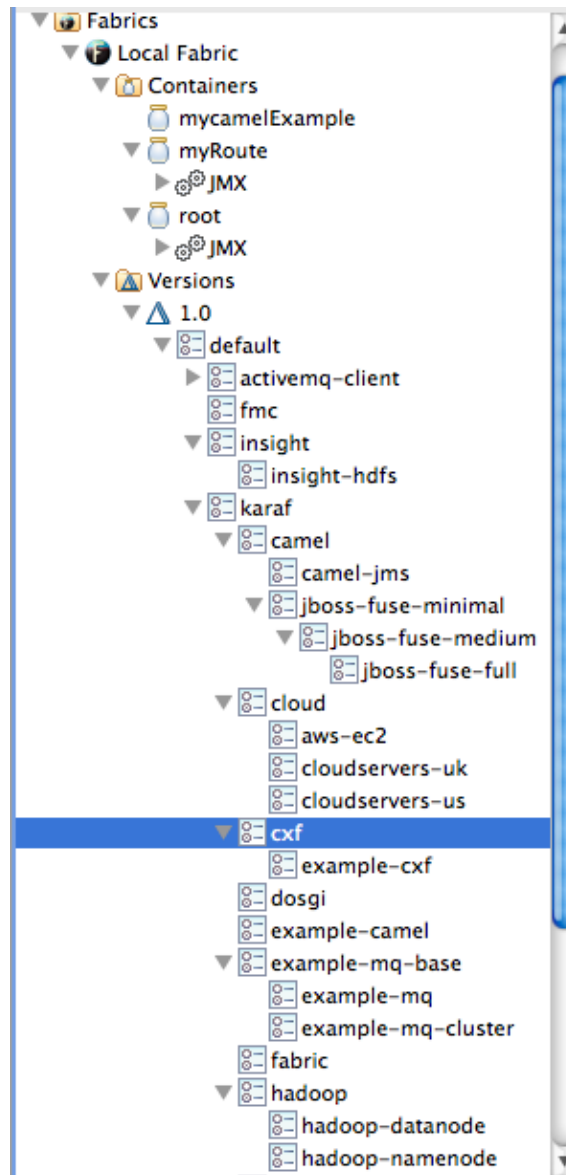 Fabrics
Local Fabric
Containers
mycamelExample
myRoute
JMX
root
JMX
Versions
1.0
default
activemq-client
fmc
insight
insight-hdfs
karaf
camel
camel-jms
jboss-fuse-minimal
jboss-fuse-medium
jboss-fuse-full
cloud
aws-ec2
cloudservers-uk
cloudservers-us
cxf
example-cxf
dosgi
example-camel
example-mq-base
example-mq
example-mq-cluster
fabric
hadoop
hadoop-datanode
hadoop-namenode